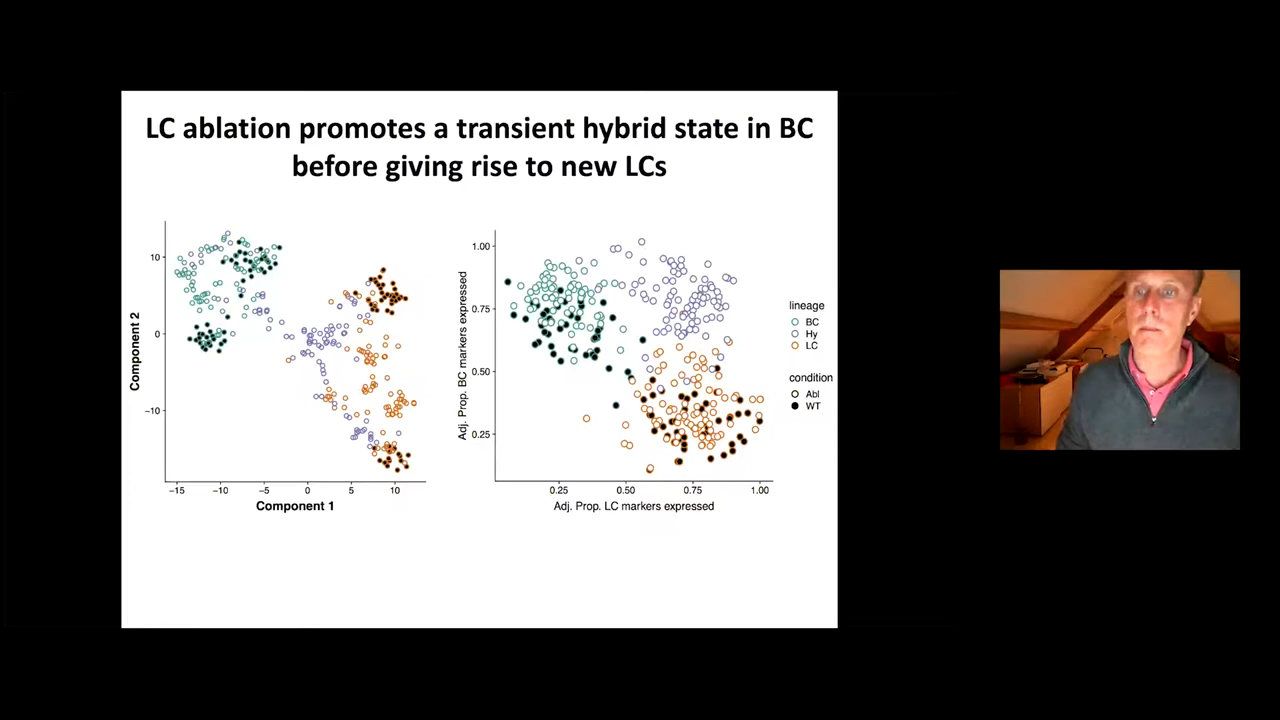 LC ablation promotes a transient hybrid state in BC
before giving rise to new LCs
10
0
−10
−15
−10
−5
0
5
10
Component 2
Component 1
1.00
0.75
0.50
0.25
0.25
0.50
0.75
1.00
Adj. Prop. BC markers expressed
Adj. Prop. LC markers expressed
lineage
BC
Hy
LC
condition
Abl
WT